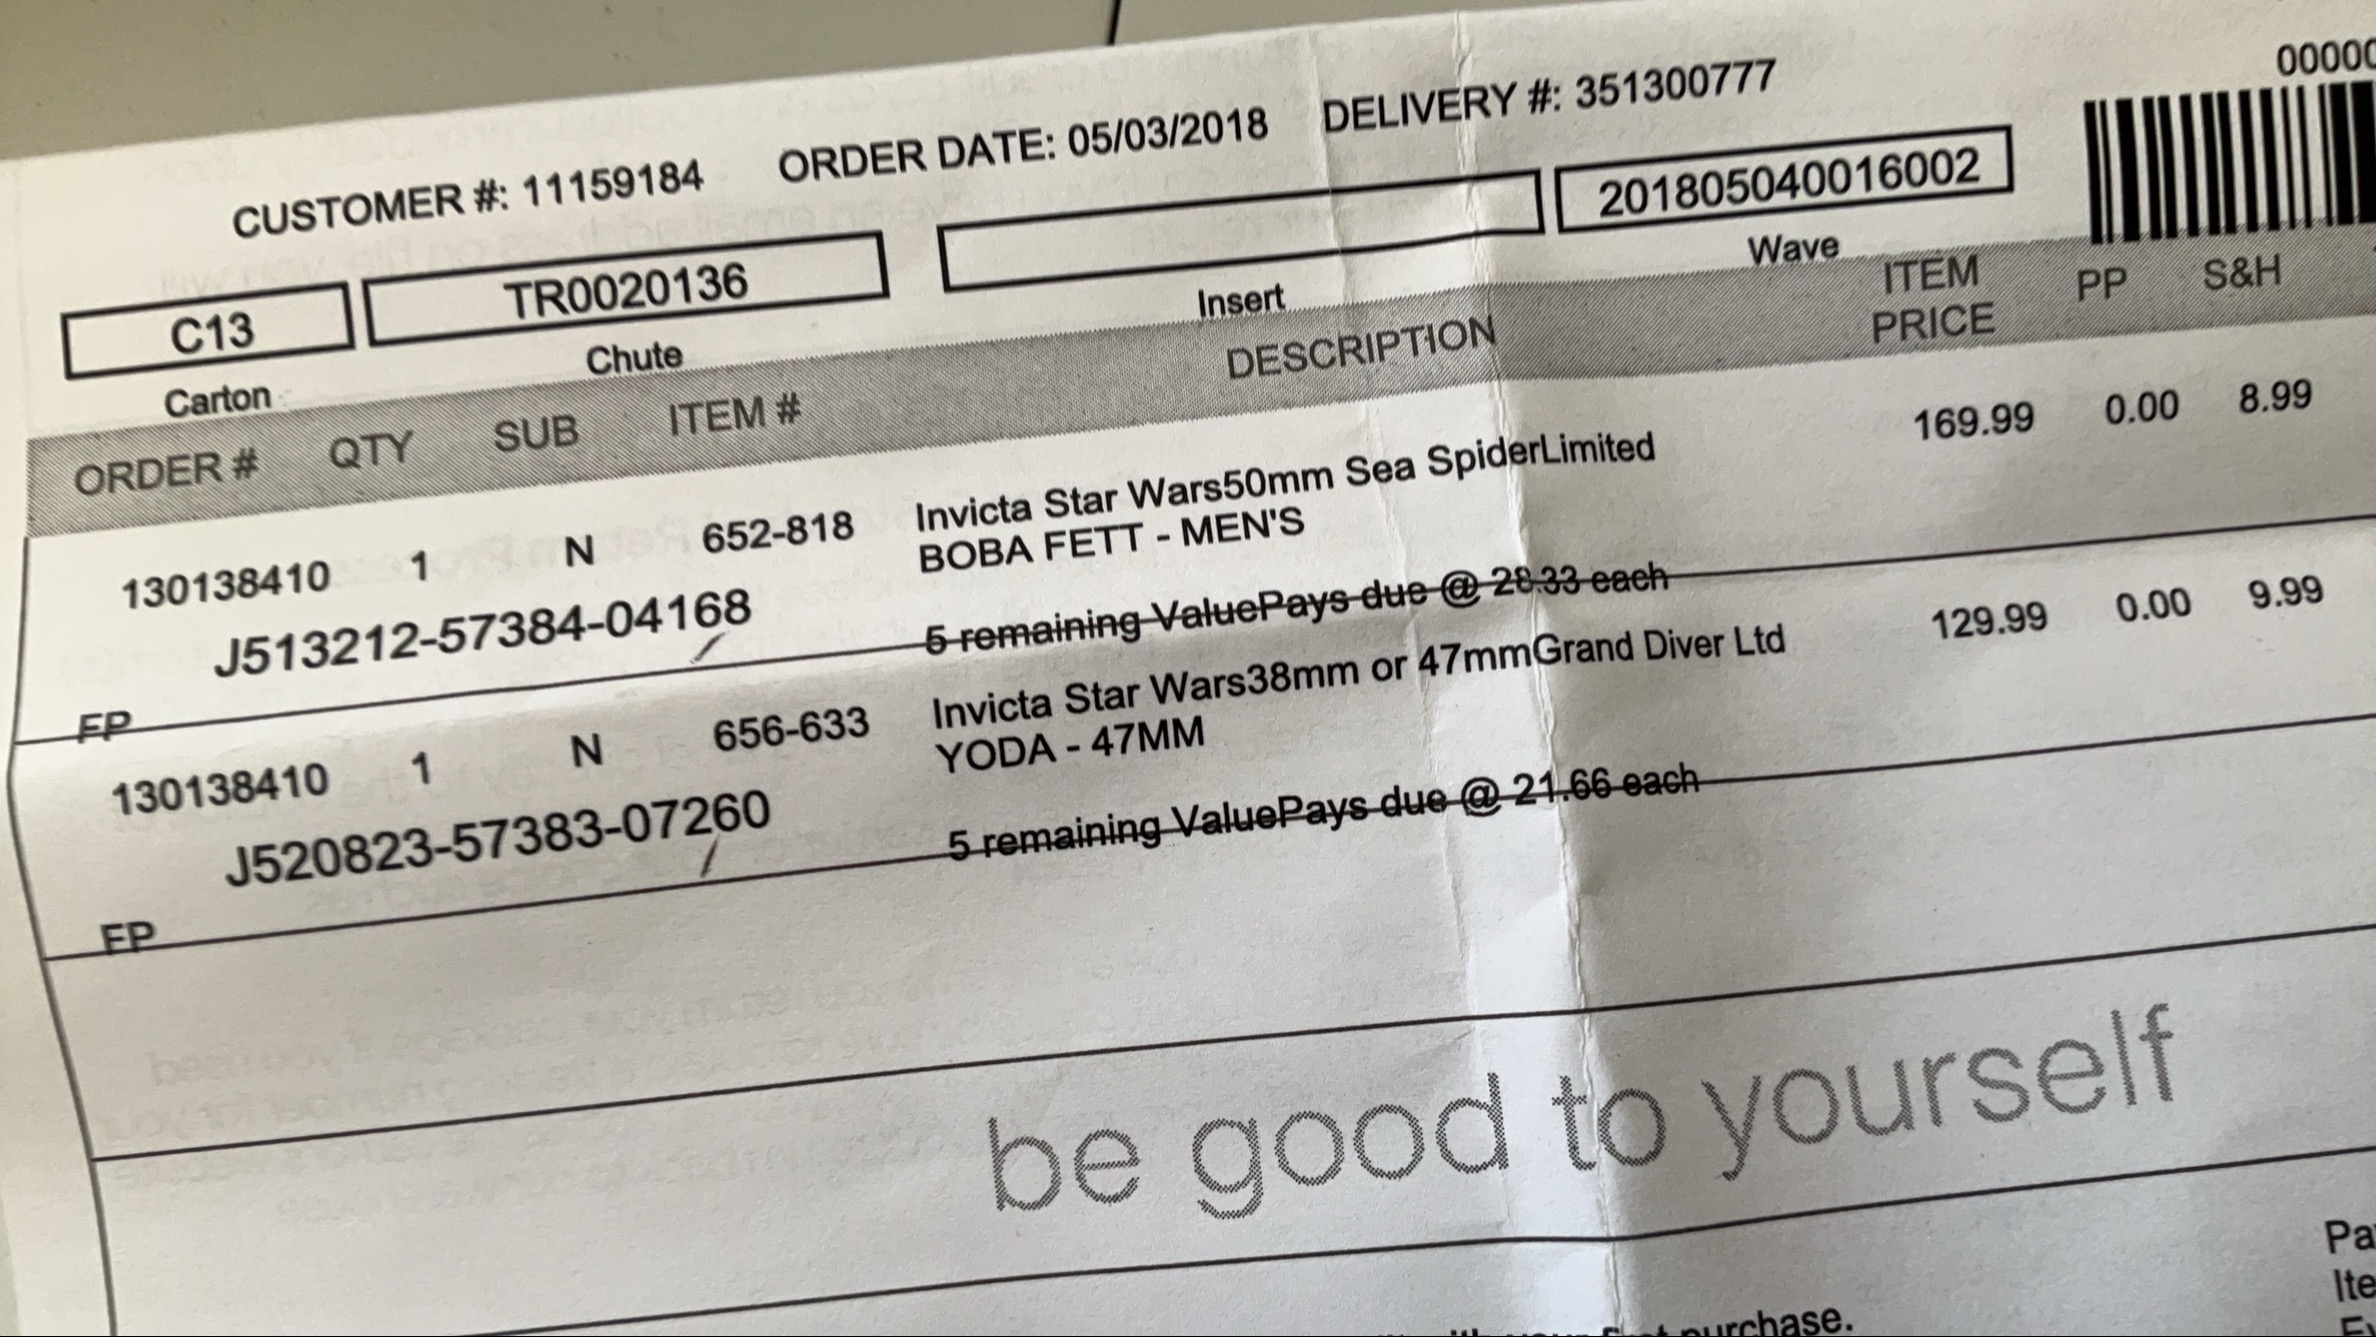 00000
CUSTOMER #: 11159184 ORDER DATE: 05/03/2018 DELIVERY #: 351300777
C13 TR0020136 201805040016002
Carton Chute Insert Wave
ORDER # QTY SUB ITEM # DESCRIPTION ITEM PRICE PP S&H
130138410 1 N 652-818 Invicta Star Wars50mm Sea SpiderLimited 169.99 0.00 8.99
BOBA FETT - MEN'S
J513212-57384-04168
5 remaining ValuePays due @ 28.33 each
FP
130138410 1 N 656-633 Invicta Star Wars38mm or 47mmGrand Diver Ltd 129.99 0.00 9.99
YODA - 47MM
J520823-57383-07260
5 remaining ValuePays due @ 21.66 each
FP
be good to yourself
Pa
Ite
purchase.